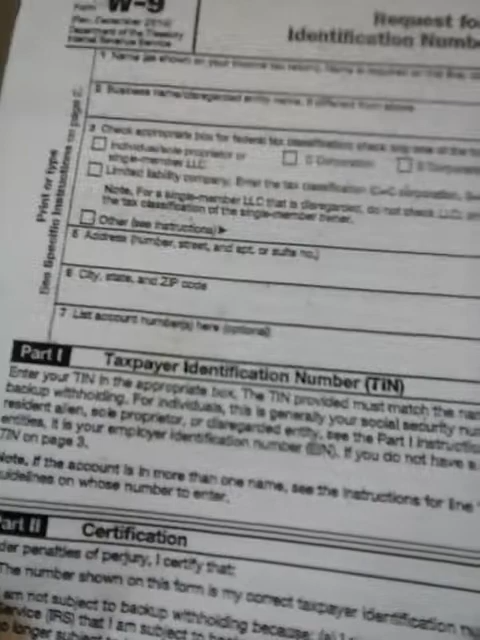 Form W-9
(Rev. December 2014)
Department of the Treasury
Internal Revenue Service
Request fo
Identification Numb
1 Name (as shown on your income tax return). Name is required on this line;
2 Business name/disregarded entity name, if different from above
3 Check appropriate box for federal tax classification; check only one of the
Individual/sole proprietor or
single-member LLC
C Corporation
S Corporation
Limited liability company. Enter the tax classification (C=C corporation,
Note. For a single-member LLC that is disregarded, do not check LLC;
the tax classification of the single-member owner.
Other (see instructions) ▶
5 Address (number, street, and apt. or suite no.)
6 City, state, and ZIP code
7 List account number(s) here (optional)
Print or type
See Specific Instructions on page 2.
Part I Taxpayer Identification Number (TIN)
Enter your TIN in the appropriate box. The TIN provided must match the nam
backup withholding. For individuals, this is generally your social security nu
resident alien, sole proprietor, or disregarded entity, see the Part I instructio
entities, it is your employer identification number (EIN). If you do not have a
TIN on page 3.
Note. If the account is in more than one name, see the instructions for line
guidelines on whose number to enter.
Part II Certification
der penalties of perjury, I certify that:
The number shown on this form is my correct taxpayer identification nu
am not subject to backup withholding because: (a) I
Service (IRS) that I am subject to
o longer subject to